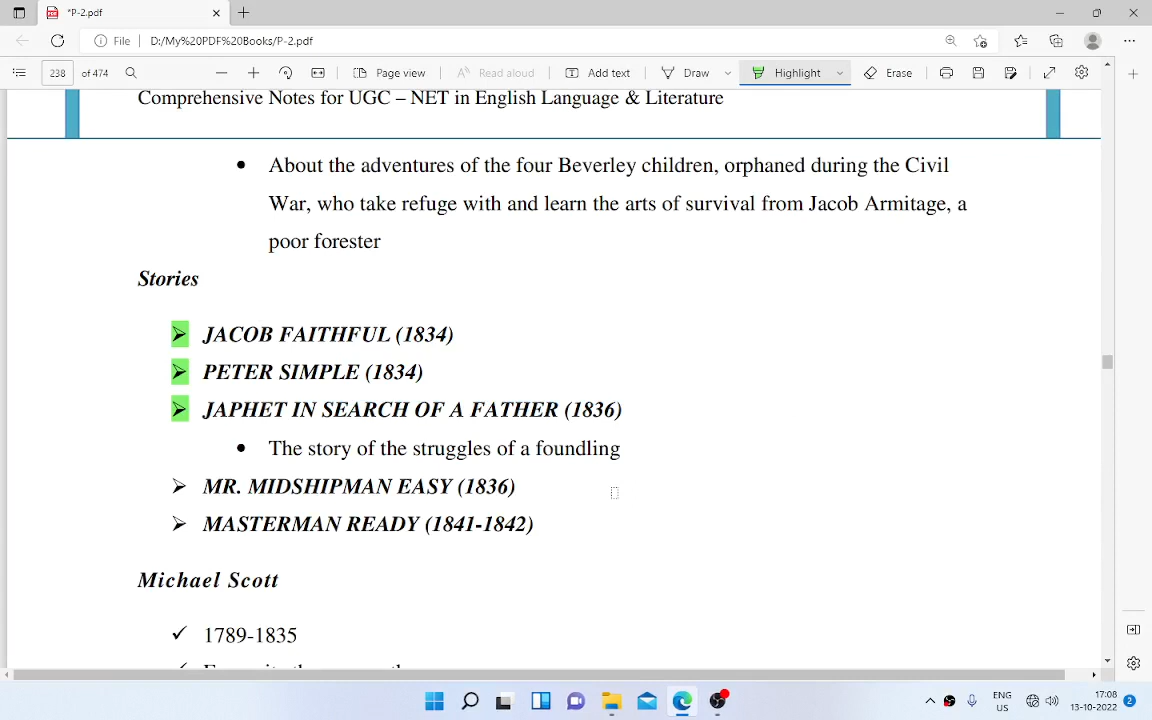 *P-2.pdf
File
D:/My%20PDF%20Books/P-2.pdf
238 of 474
Page view
Read aloud
Add text
Draw
Highlight
Erase
Comprehensive Notes for UGC – NET in English Language & Literature
• About the adventures of the four Beverley children, orphaned during the Civil
War, who take refuge with and learn the arts of survival from Jacob Armitage, a
poor forester
Stories
➢ JACOB FAITHFUL (1834)
➢ PETER SIMPLE (1834)
➢ JAPHET IN SEARCH OF A FATHER (1836)
• The story of the struggles of a foundling
➢ MR. MIDSHIPMAN EASY (1836)
➢ MASTERMAN READY (1841-1842)
Michael Scott
✓ 1789-1835
ENG
US
17:08
13-10-2022
2